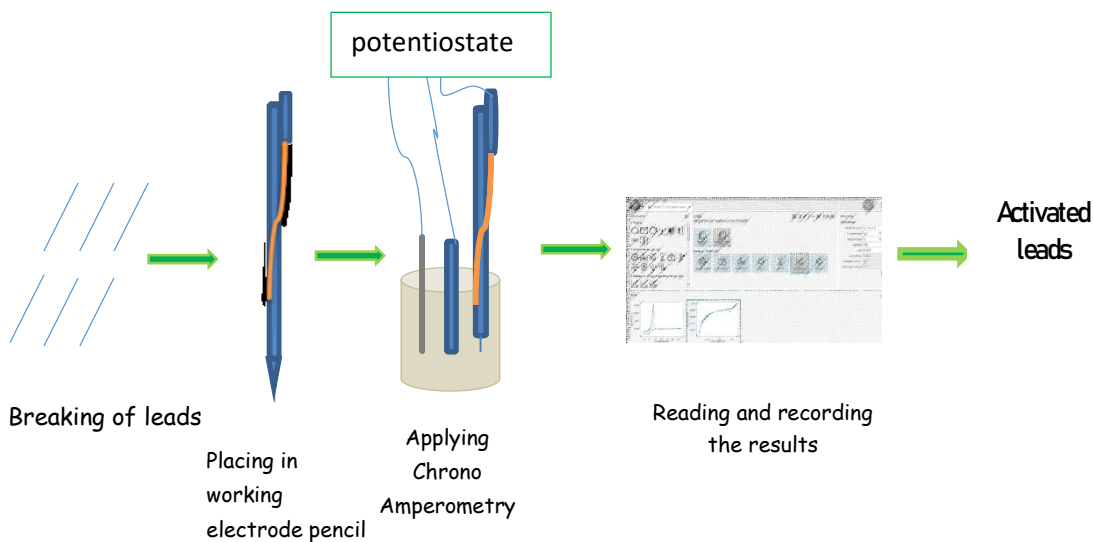 potentiostate
Breaking of leads
Placing in
working
electrode pencil
Applying
Chrono
Amperometry
Reading and recording
the results
Activated
leads